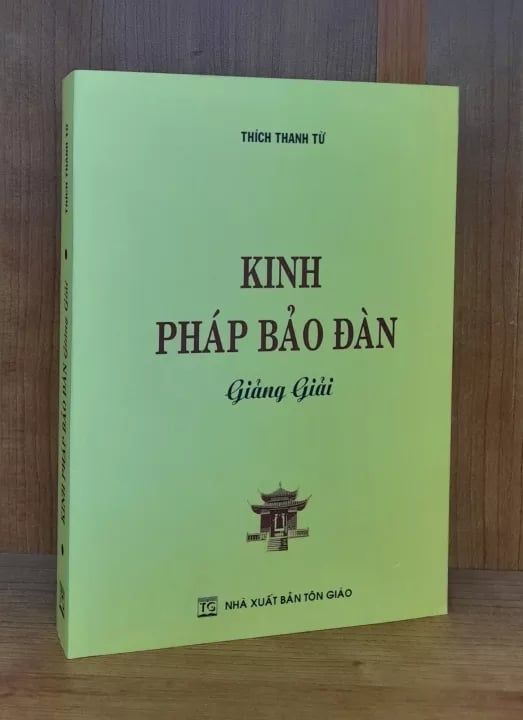 THÍCH THANH TỪ
KINH
PHÁP BẢO ĐÀN
Giảng Giải
TG NHÀ XUẤT BẢN TÔN GIÁO
THÍCH THANH TỪ
KINH PHÁP BẢO ĐÀN Giảng Giải